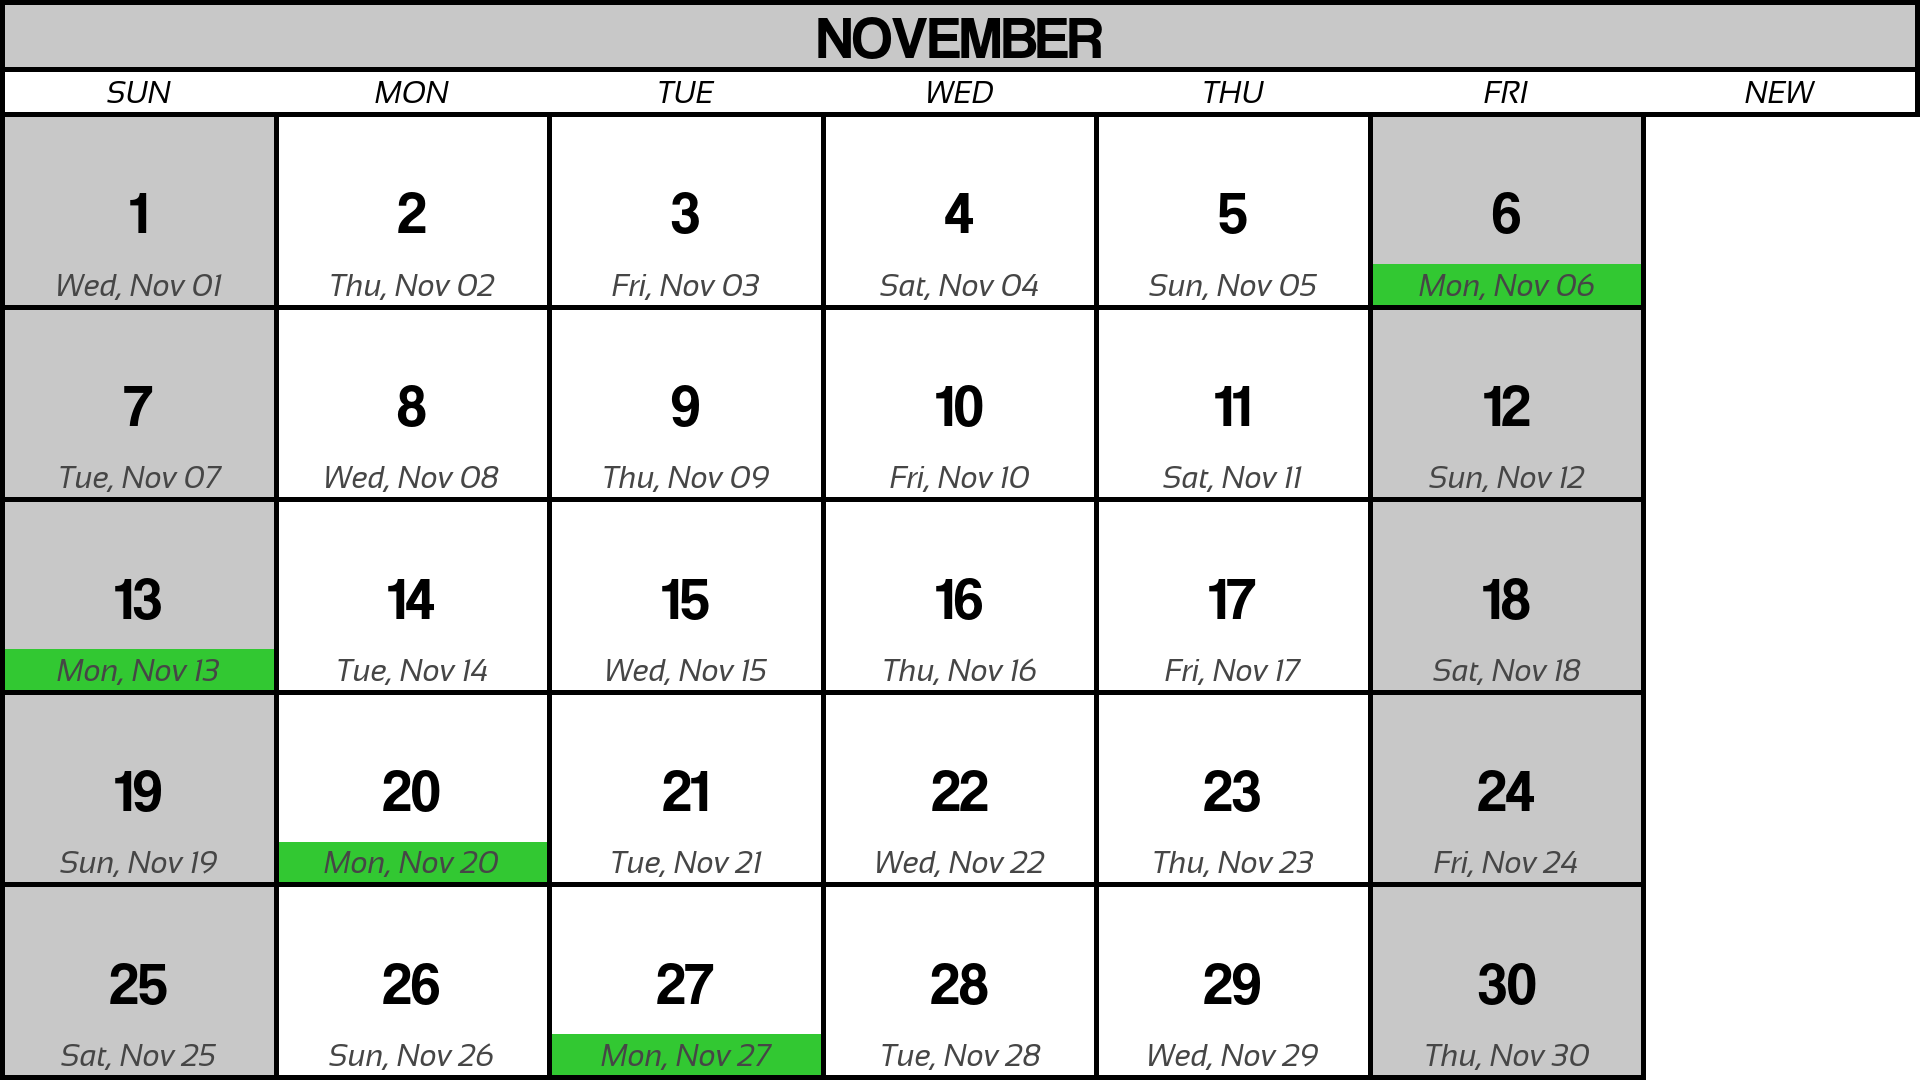 NOVEMBER
SUN MON TUE WED THU FRI NEW
1 2 3 4 5 6
Wed, Nov 01 Thu, Nov 02 Fri, Nov 03 Sat, Nov 04 Sun, Nov 05 Mon, Nov 06
7 8 9 10 11 12
Tue, Nov 07 Wed, Nov 08 Thu, Nov 09 Fri, Nov 10 Sat, Nov 11 Sun, Nov 12
13 14 15 16 17 18
Mon, Nov 13 Tue, Nov 14 Wed, Nov 15 Thu, Nov 16 Fri, Nov 17 Sat, Nov 18
19 20 21 22 23 24
Sun, Nov 19 Mon, Nov 20 Tue, Nov 21 Wed, Nov 22 Thu, Nov 23 Fri, Nov 24
25 26 27 28 29 30
Sat, Nov 25 Sun, Nov 26 Mon, Nov 27 Tue, Nov 28 Wed, Nov 29 Thu, Nov 30